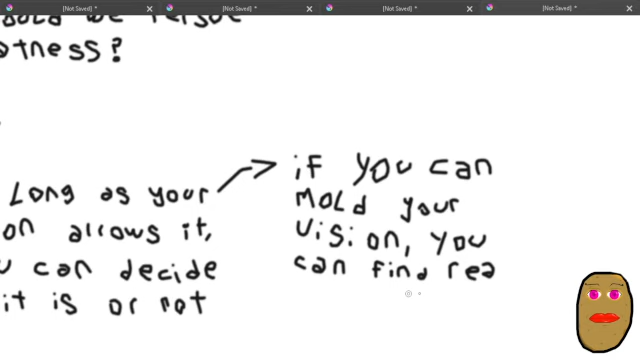 [Not Saved] * [Not Saved] * [Not Saved] * [Not Saved] *
tness?
Long as your
on allows it,
can decide
it is or not
if you can
mold your
vision, you
can find rea